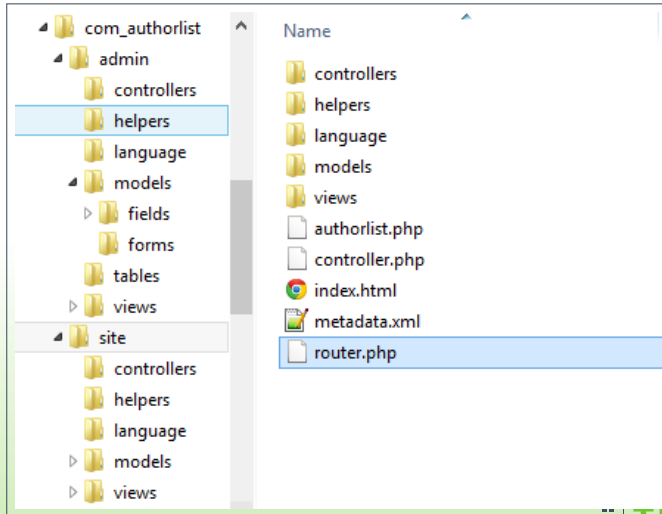 com_authorlist
admin
controllers
helpers
language
models
fields
forms
tables
views
site
controllers
helpers
language
models
views
Name
controllers
helpers
language
models
views
authorlist.php
controller.php
index.html
metadata.xml
router.php